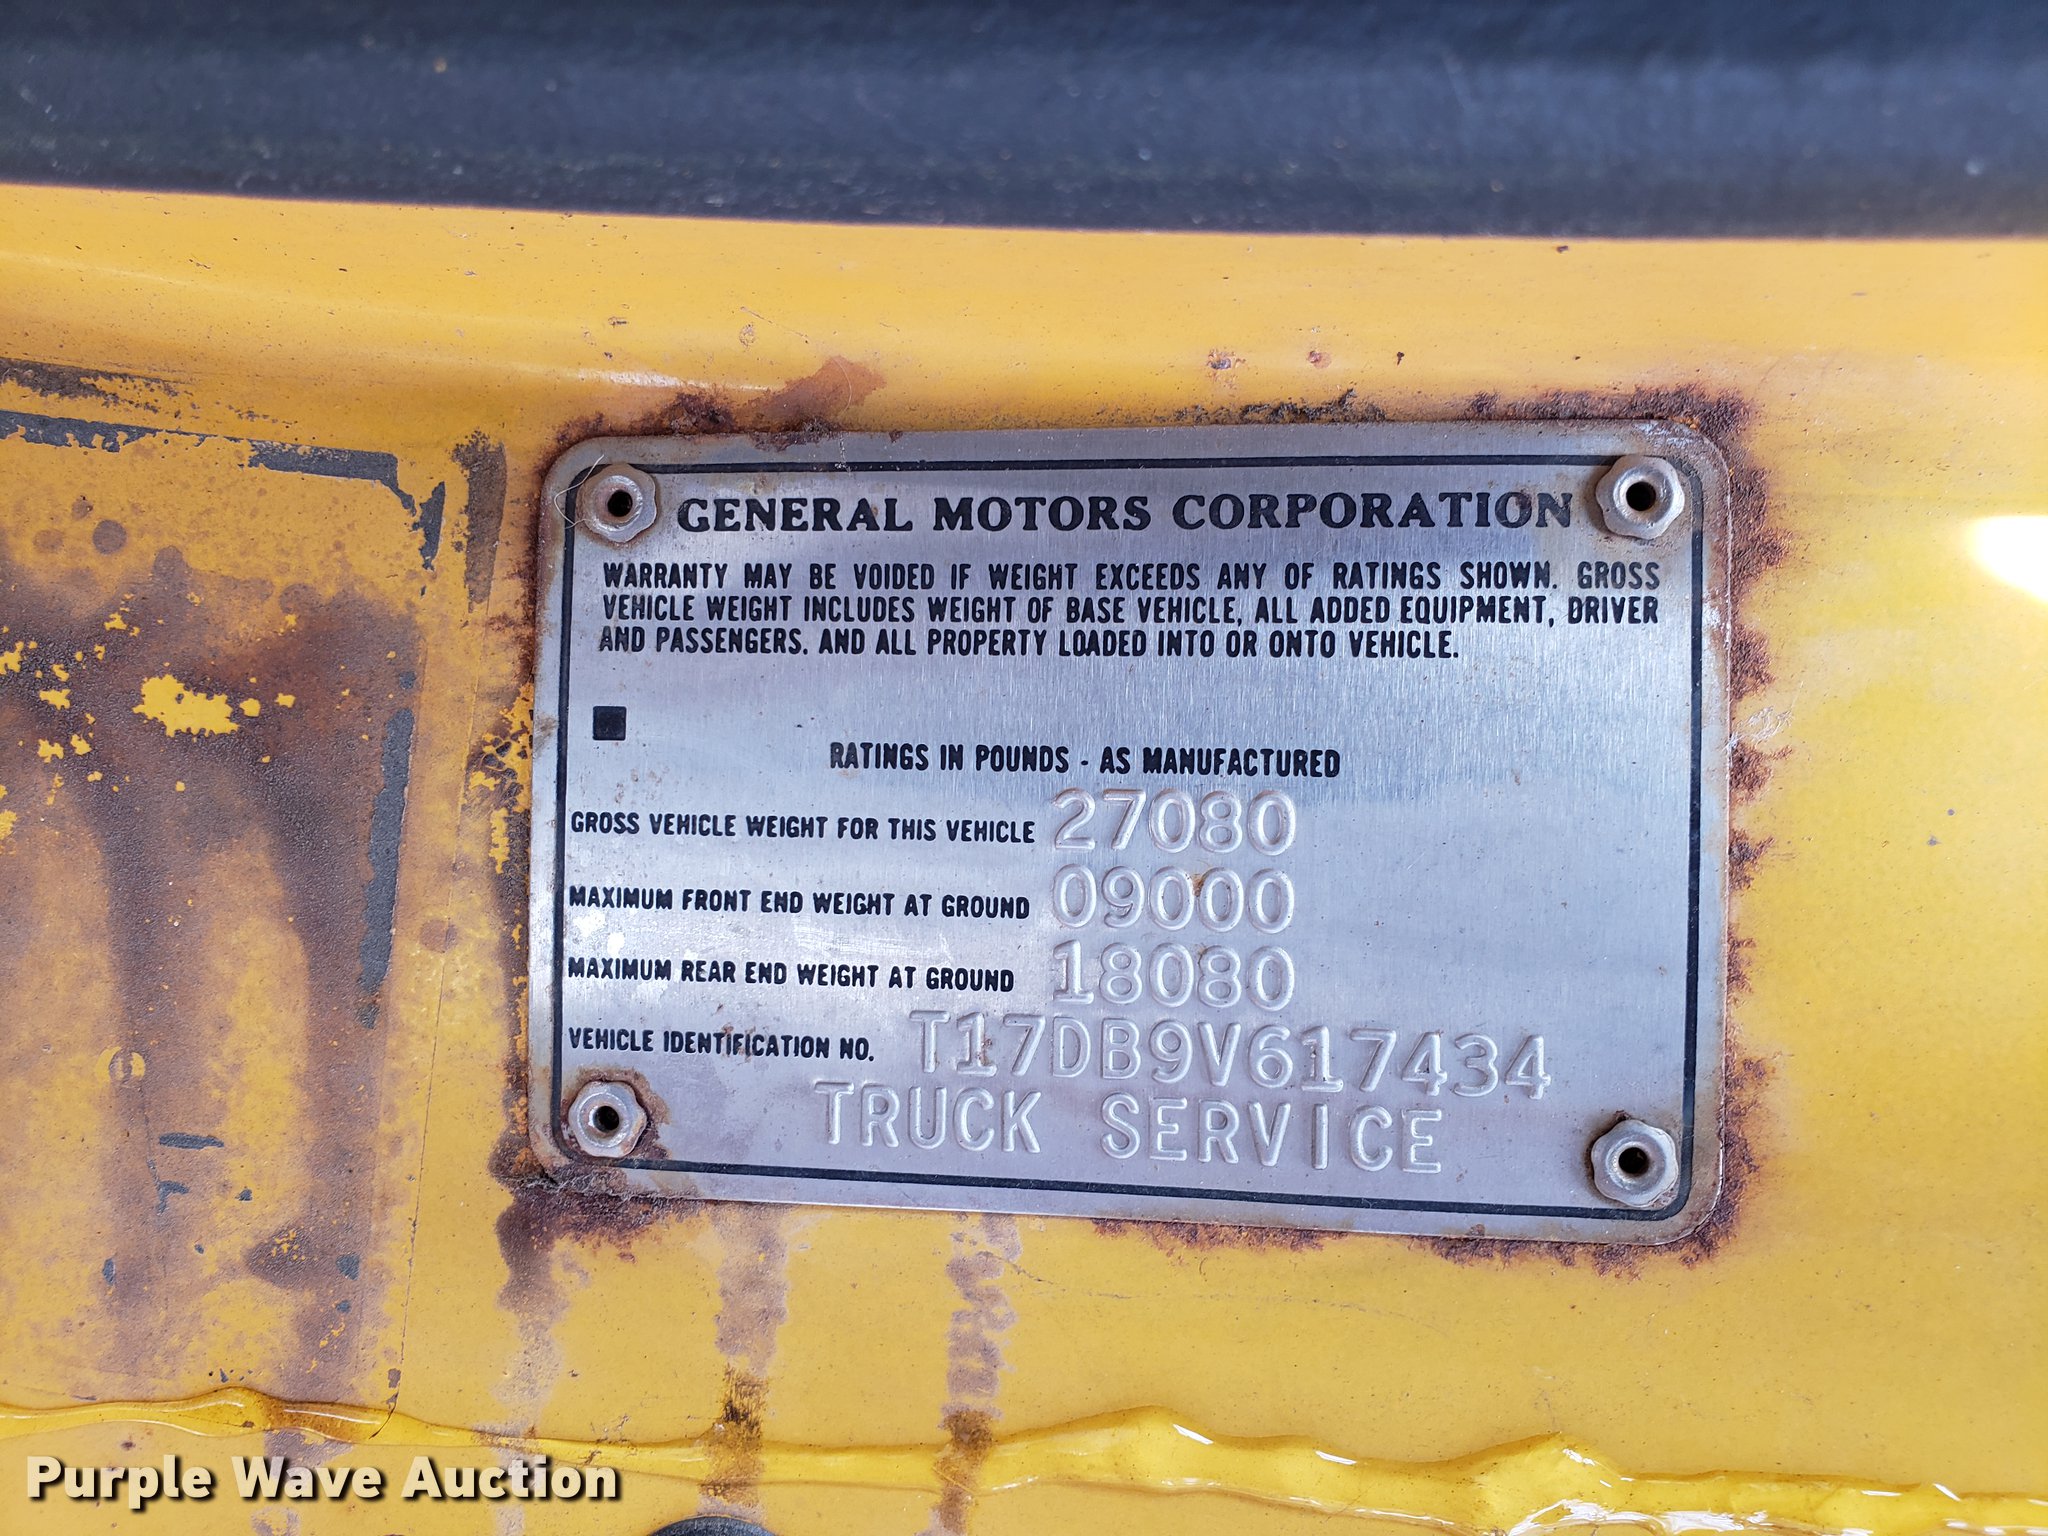 GENERAL MOTORS CORPORATION
WARRANTY MAY BE VOIDED IF WEIGHT EXCEEDS ANY OF RATINGS SHOWN. GROSS
VEHICLE WEIGHT INCLUDES WEIGHT OF BASE VEHICLE, ALL ADDED EQUIPMENT, DRIVER
AND PASSENGERS. AND ALL PROPERTY LOADED INTO OR ONTO VEHICLE.
RATINGS IN POUNDS - AS MANUFACTURED
GROSS VEHICLE WEIGHT FOR THIS VEHICLE 27080
MAXIMUM FRONT END WEIGHT AT GROUND 09000
MAXIMUM REAR END WEIGHT AT GROUND 18080
VEHICLE IDENTIFICATION NO. T17DB9V617434
TRUCK SERVICE
Purple Wave Auction